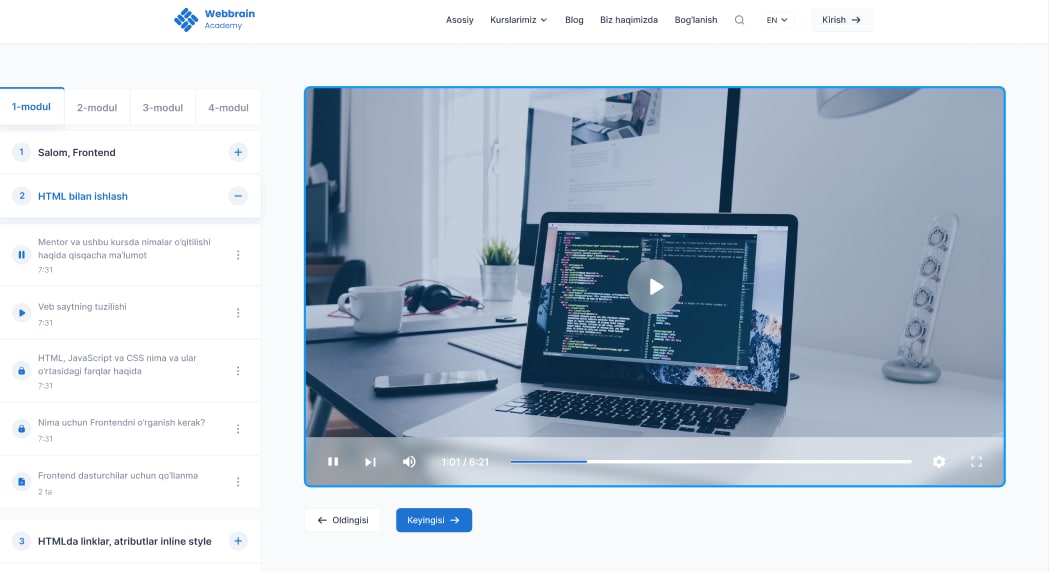 Webbrain
Academy
Asosiy
Kurslarimiz
Blog
Biz haqimizda
Bog'lanish
EN
Kirish
1-modul
2-modul
3-modul
4-modul
1 Salom, Frontend
2 HTML bilan ishlash
Mentor va ushbu kursda nimalar o'qitilishi
haqida qisqacha ma'lumot
7:31
Veb saytning tuzilishi
7:31
HTML, JavaScript va CSS nima va ular
o'rtasidagi farqlar haqida
7:31
Nima uchun Frontendni o'rganish kerak?
7:31
Frontend dasturchilar uchun qo'llanma
2 ta
3 HTMLda linklar, atributlar inline style
1:01 / 6:21
Oldingisi
Keyingisi